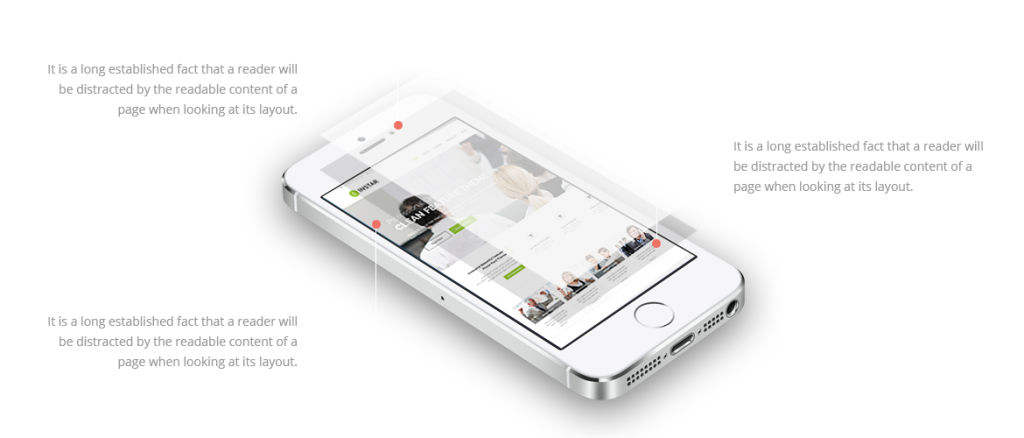 It is a long established fact that a reader will
be distracted by the readable content of a
page when looking at its layout.
It is a long established fact that a reader will
be distracted by the readable content of a
page when looking at its layout.
INSTAR
CLEAN
It is a long established fact that a reader will
be distracted by the readable content of a
page when looking at its layout.